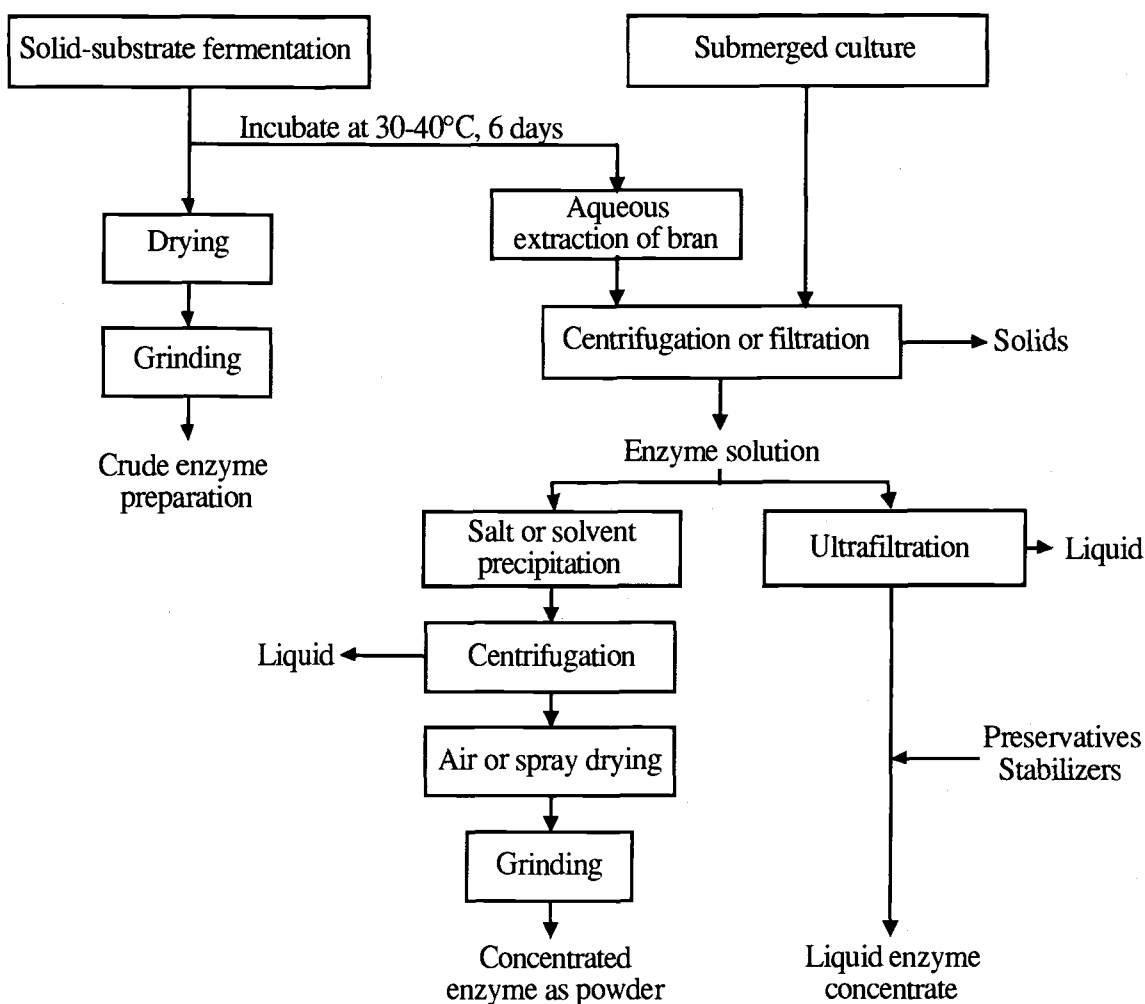 Solid-substrate fermentation
Submerged culture
Incubate at 30-40°C, 6 days
Aqueous
extraction of bran
Drying
Centrifugation or filtration
Solids
Grinding
Enzyme solution
Crude enzyme
preparation
Salt or solvent
precipitation
Ultrafiltration
Liquid
Liquid
Centrifugation
Air or spray drying
Preservatives
Stabilizers
Grinding
Concentrated
enzyme as powder
Liquid enzyme
concentrate